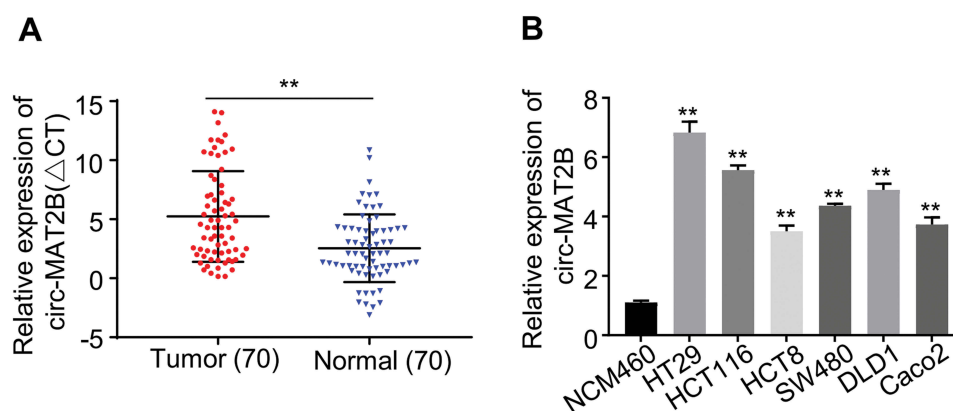 A
Relative expression of
circ-MAT2B(△CT)
15
10
5
0
-5
**
Tumor (70)
Normal (70)
B
Relative expression of
circ-MAT2B
8
6
4
2
0
**
**
**
**
**
**
NCM460
HT29
HCT116
HCT8
SW480
DLD1
Caco2